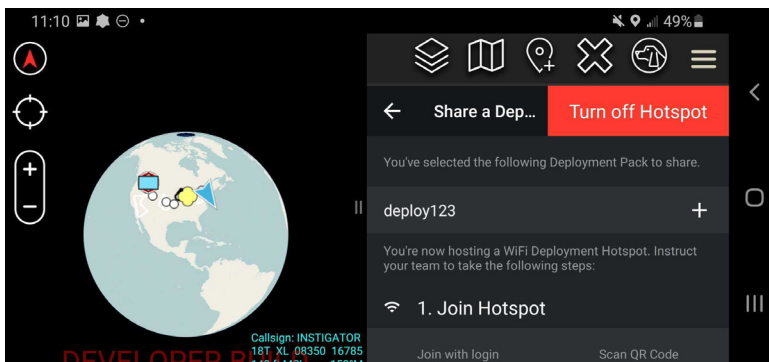 11:10
49%
Share a Dep...
Turn off Hotspot
You've selected the following Deployment Pack to share.
deploy123
You're now hosting a WiFi Deployment Hotspot. Instruct
your team to take the following steps:
1. Join Hotspot
Join with login
Scan QR Code
Callsign: INSTIGATOR
18T XL 08350 16785
DEVELOPER